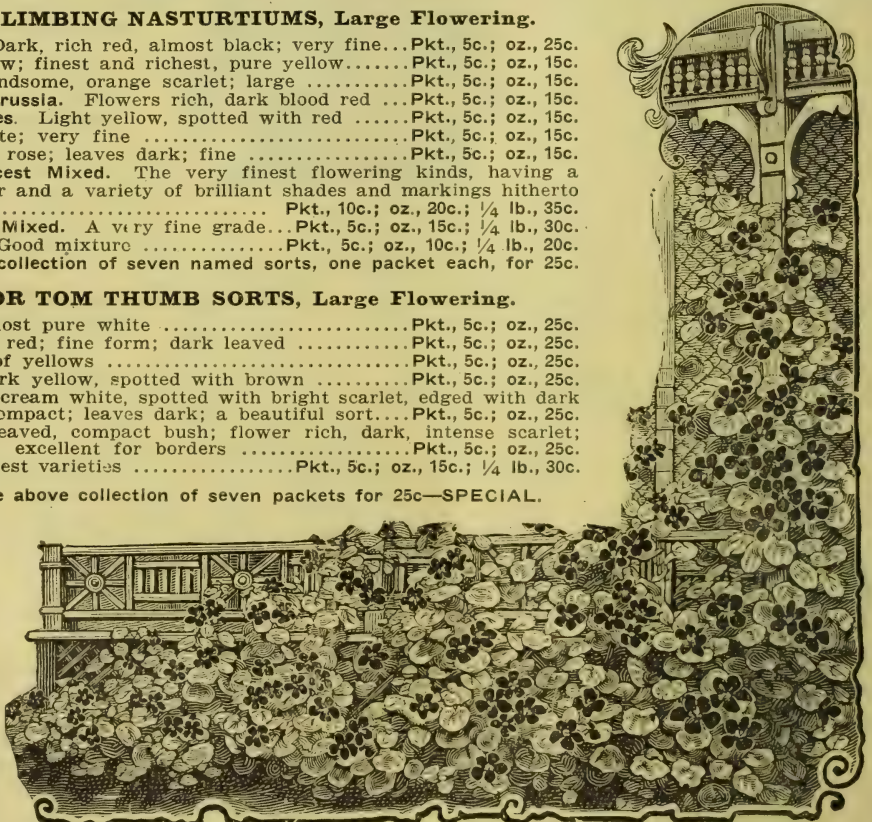 LIMBING NASTURTIUMS, Large Flowering.
Dark, rich red, almost black; very fine...Pkt., 5c.; oz., 25c.
w; finest and richest, pure yellow.......Pkt., 5c.; oz., 15c.
ndsome, orange scarlet; large ...........Pkt., 5c.; oz., 15c.
russia. Flowers rich, dark blood red ...Pkt., 5c.; oz., 15c.
es. Light yellow, spotted with red ......Pkt., 5c.; oz., 15c.
te; very fine ...........................Pkt., 5c.; oz., 15c.
rose; leaves dark; fine .................Pkt., 5c.; oz., 15c.
cest Mixed. The very finest flowering kinds, having a
r and a variety of brilliant shades and markings hitherto
............................ Pkt., 10c.; oz., 20c.; ¼ lb., 35c.
Mixed. A very fine grade...Pkt., 5c.; oz., 15c.; ¼ lb., 30c.
Good mixture ..............Pkt., 5c.; oz., 10c.; ¼ lb., 20c.
collection of seven named sorts, one packet each, for 25c.
OR TOM THUMB SORTS, Large Flowering.
ost pure white ..........................Pkt., 5c.; oz., 25c.
red; fine form; dark leaved ............Pkt., 5c.; oz., 25c.
of yellows ..............................Pkt., 5c.; oz., 25c.
rk yellow, spotted with brown ..........Pkt., 5c.; oz., 25c.
cream white, spotted with bright scarlet, edged with dark
ompact; leaves dark; a beautiful sort....Pkt., 5c.; oz., 25c.
eaved, compact bush; flower rich, dark, intense scarlet;
excellent for borders ..................Pkt., 5c.; oz., 25c.
est varieties .................Pkt., 5c.; oz., 15c.; ¼ lb., 30c.
e above collection of seven packets for 25c—SPECIAL.